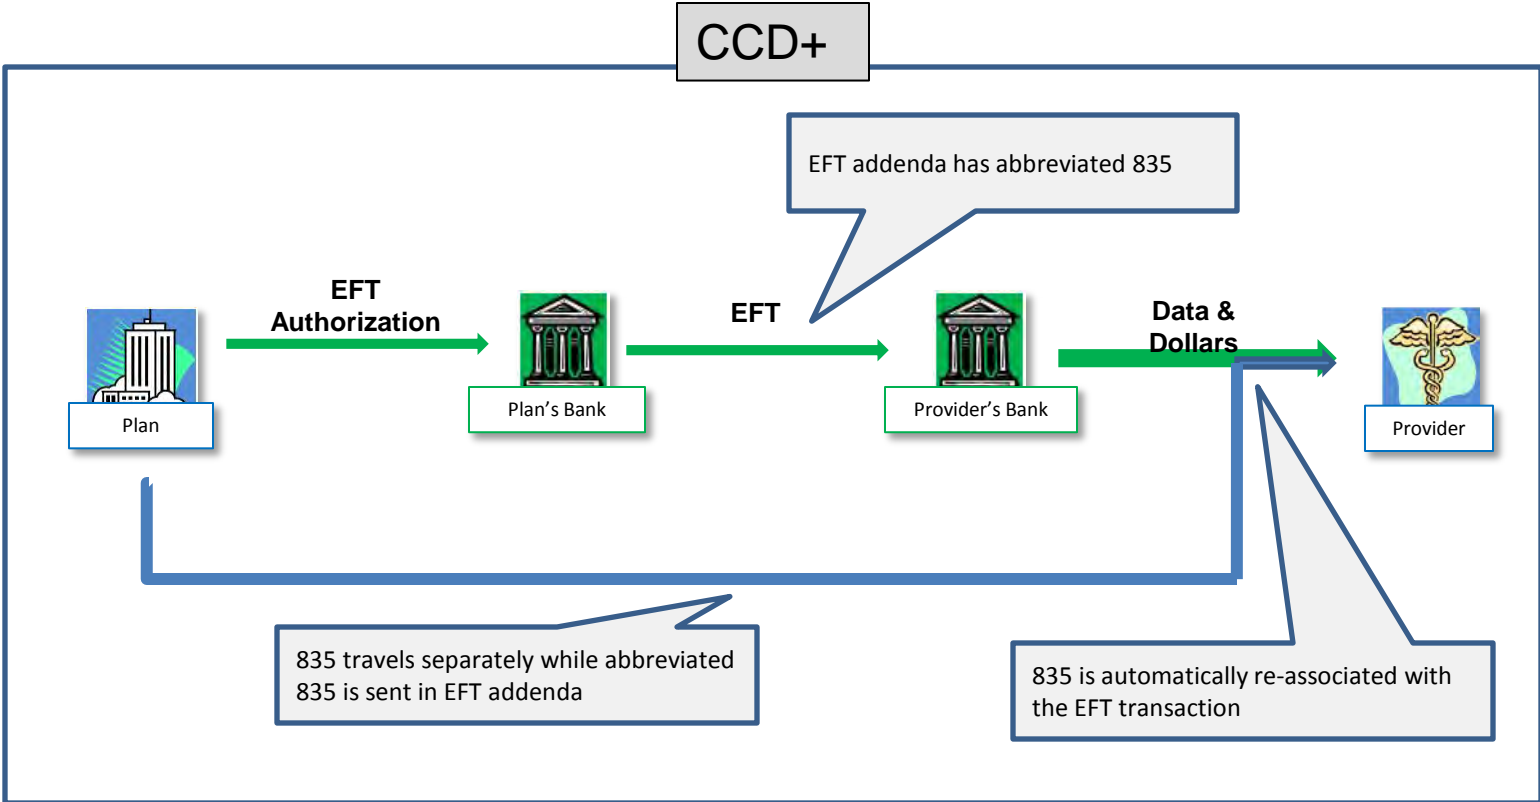 CCD+
EFT addenda has abbreviated 835
EFT
Authorization
EFT
Data &
Dollars
Plan
Plan’s Bank
Provider’s Bank
Provider
835 travels separately while abbreviated
835 is sent in EFT addenda
835 is automatically re-associated with
the EFT transaction